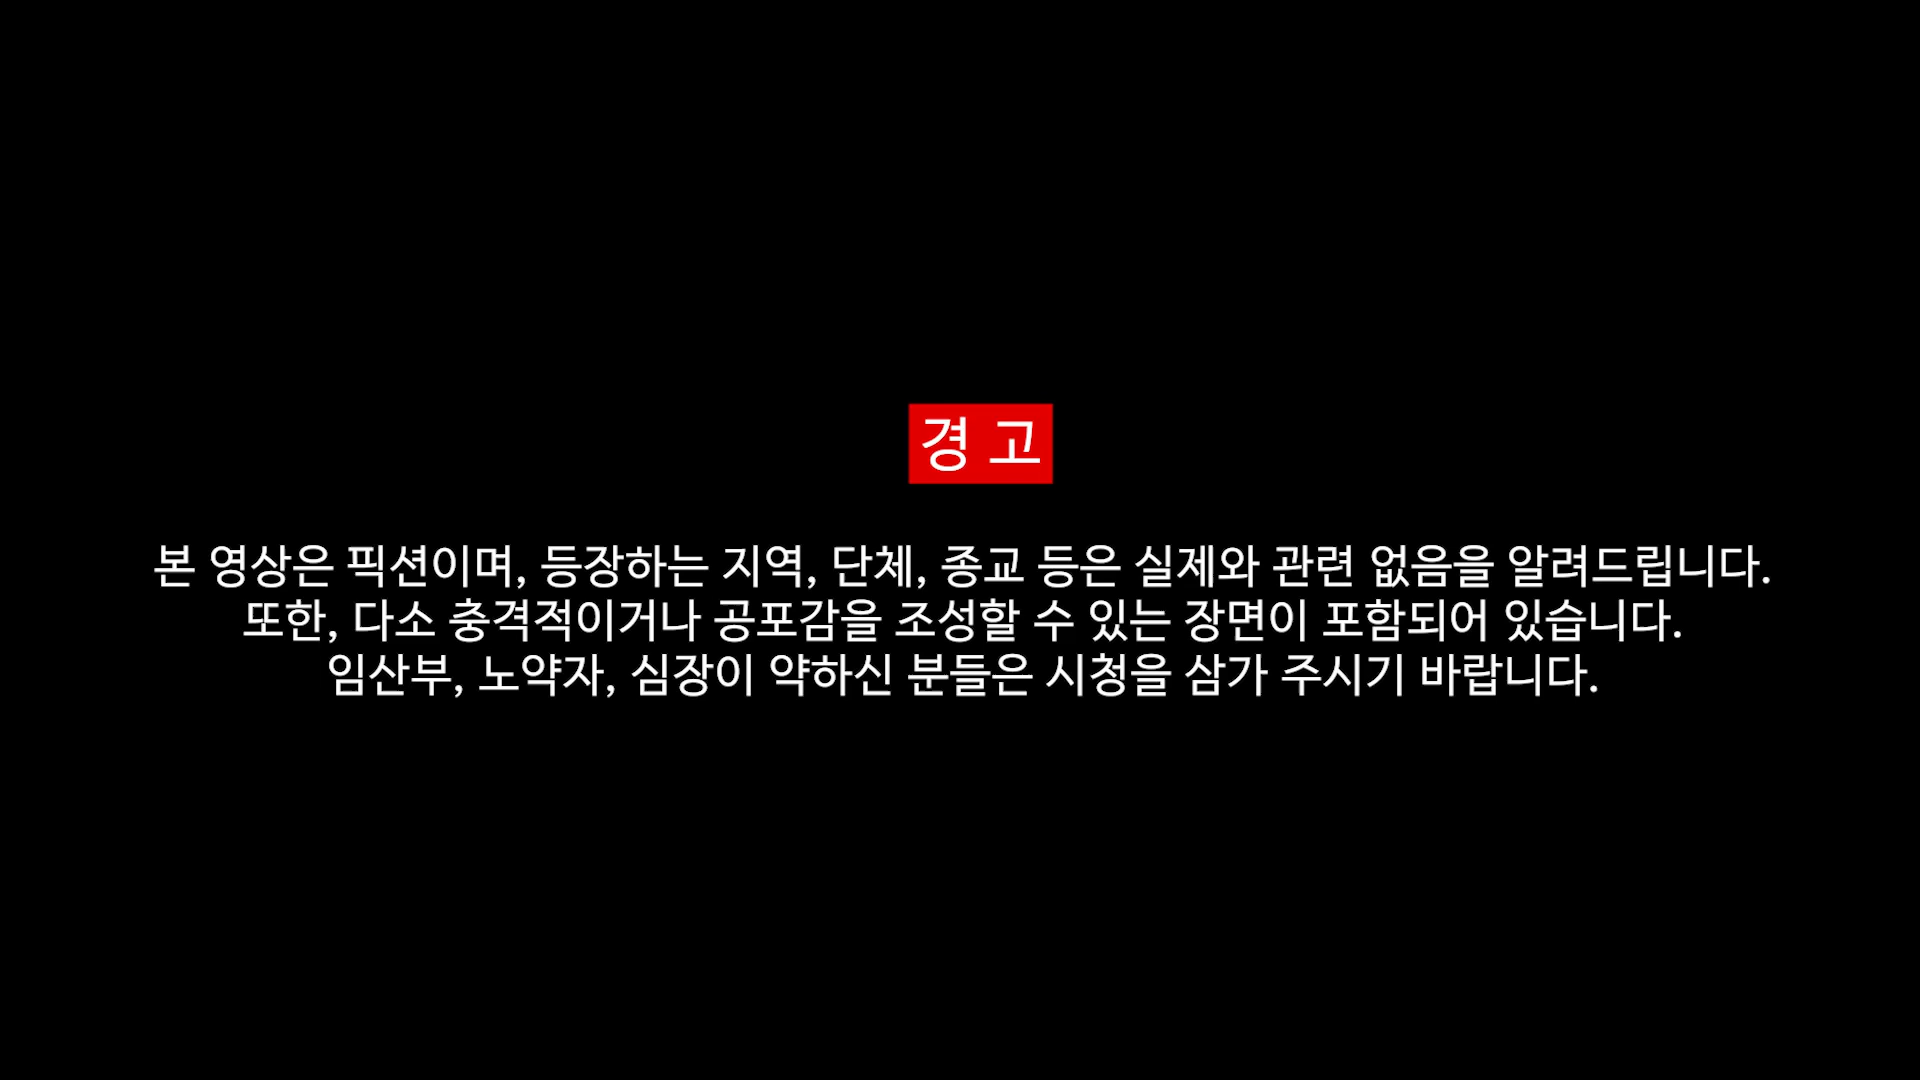 경 고
본 영상은 픽션이며, 등장하는 지역, 단체, 종교 등은 실제와 관련 없음을 알려드립니다.
또한, 다소 충격적이거나 공포감을 조성할 수 있는 장면이 포함되어 있습니다.
임산부, 노약자, 심장이 약하신 분들은 시청을 삼가 주시기 바랍니다.